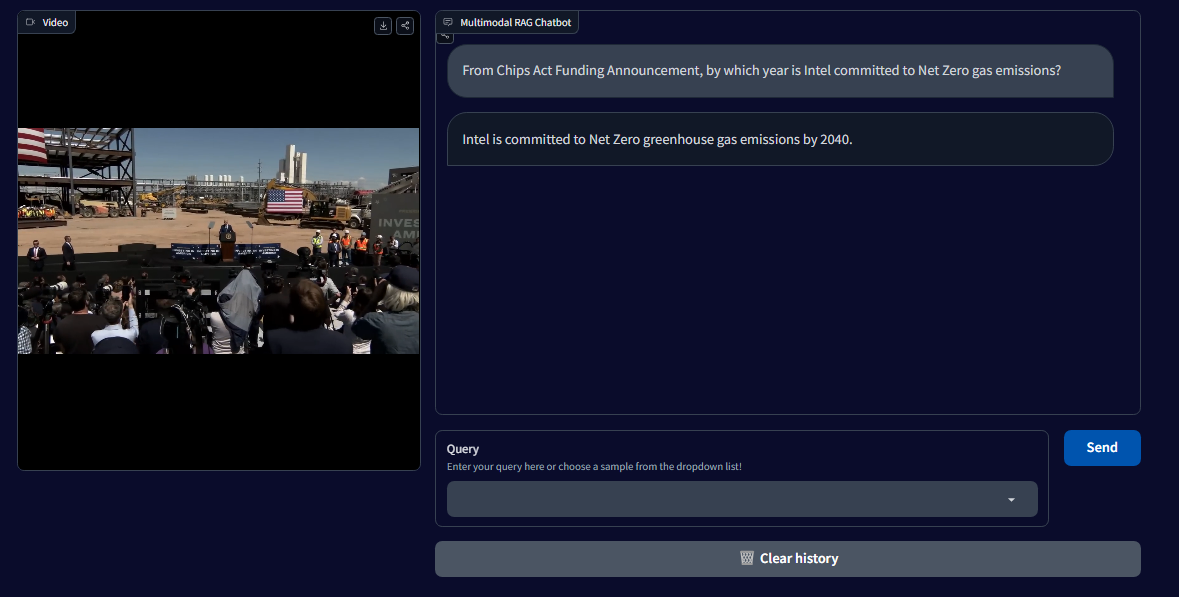 Video
INVES
AM
Multimodal RAG Chatbot
From Chips Act Funding Announcement, by which year is Intel committed to Net Zero gas emissions?
Intel is committed to Net Zero greenhouse gas emissions by 2040.
Query
Enter your query here or choose a sample from the dropdown list!
Send
Clear history